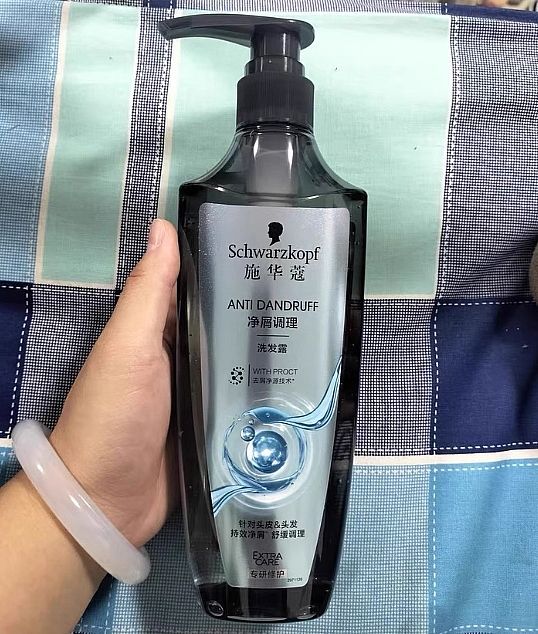 Schwarzkopf
施华蔻
ANTI DANDRUFF
净屑调理
洗发露
WITH PROCT
去屑净源技术*
针对头皮&头发
持效净屑^舒缓调理
EXTRA
CARE
专研修护